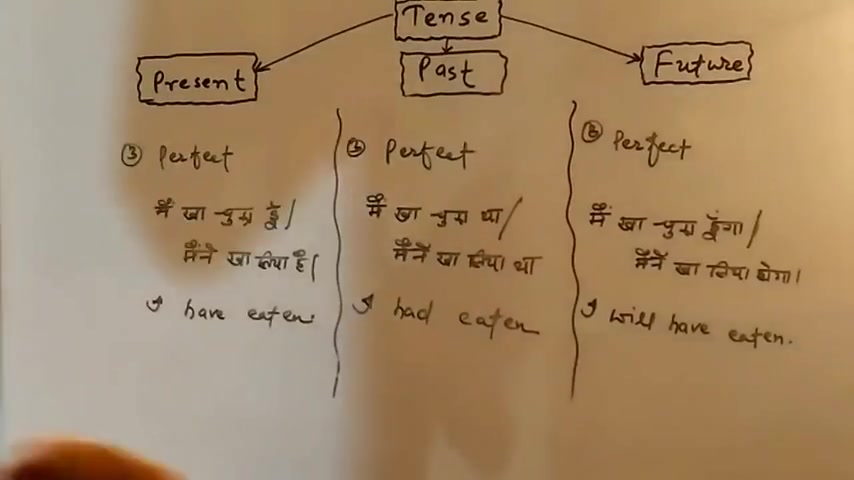 Tense
Present
Past
Future
③ Perfect
मैं खा चुका हूँ /
मैंने खा लिया है।
I have eaten.
③ Perfect
मैं खा चुका था /
मैंने खा लिया था
I had eaten
③ Perfect
मैं खा चुका हूँगा /
मैंने खा लिया होगा।
I will have eaten.